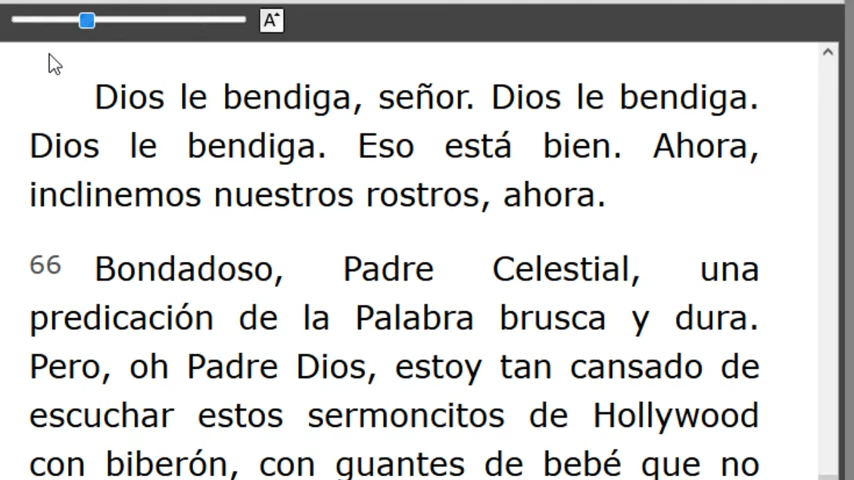 A
Dios le bendiga, señor. Dios le bendiga.
Dios le bendiga. Eso está bien. Ahora,
inclinemos nuestros rostros, ahora.
66 Bondadoso, Padre Celestial, una
predicación de la Palabra brusca y dura.
Pero, oh Padre Dios, estoy tan cansado de
escuchar estos sermoncitos de Hollywood
con biberón, con guantes de bebé que no